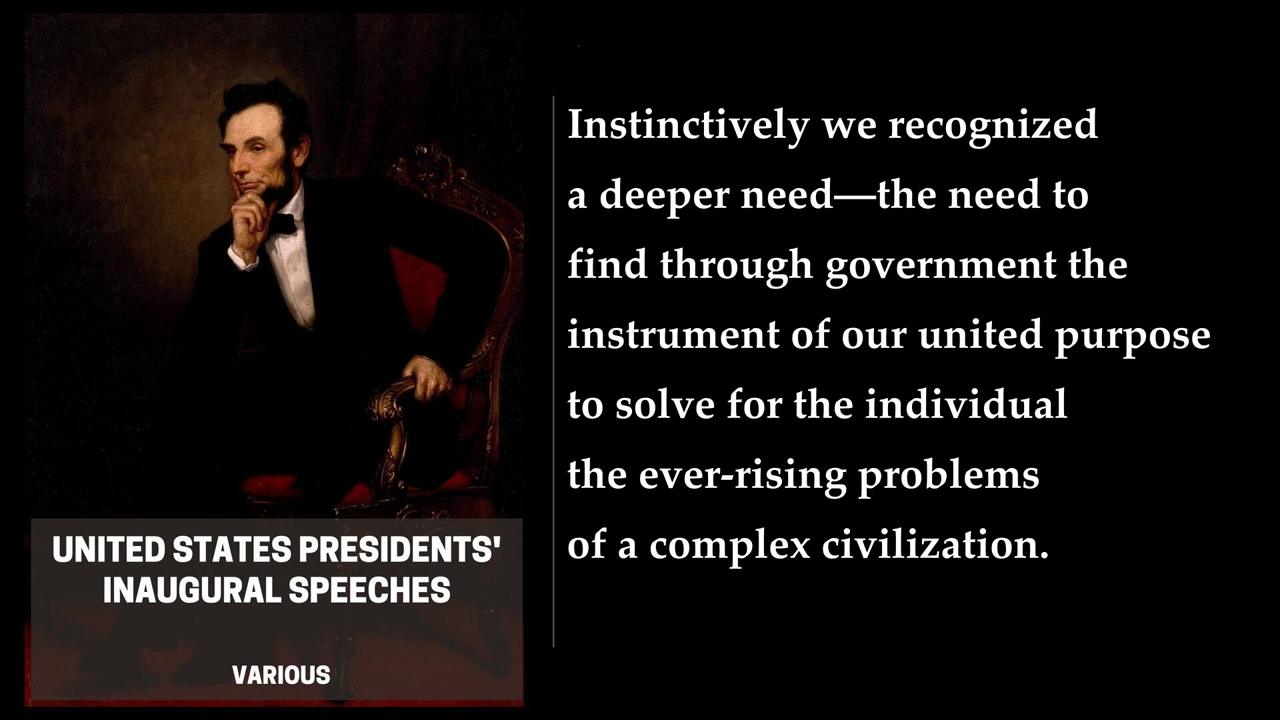 UNITED STATES PRESIDENTS'
INAUGURAL SPEECHES
VARIOUS
Instinctively we recognized
a deeper need—the need to
find through government the
instrument of our united purpose
to solve for the individual
the ever-rising problems
of a complex civilization.